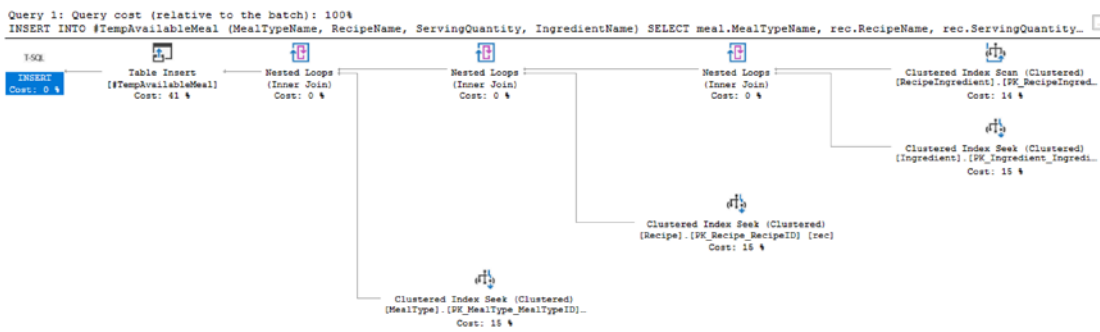 Query 1: Query cost (relative to the batch): 100%
INSERT INTO #TempAvailableMeal (MealTypeName, RecipeName, ServingQuantity, IngredientName) SELECT meal.MealTypeName, rec.RecipeName, rec.ServingQuantity…
T-SQL
INSERT
Cost: 0 %
Table Insert
[#TempAvailableMeal]
Cost: 41 %
Nested Loops
(Inner Join)
Cost: 0 %
Nested Loops
(Inner Join)
Cost: 0 %
Nested Loops
(Inner Join)
Cost: 0 %
Clustered Index Scan (Clustered)
[RecipeIngredient].[PK_RecipeIngred…
Cost: 14 %
Clustered Index Seek (Clustered)
[Ingredient].[PK_Ingredient_Ingredi…
Cost: 15 %
Clustered Index Seek (Clustered)
[Recipe].[PK_Recipe_RecipeID] [rec]
Cost: 15 %
Clustered Index Seek (Clustered)
[MealType].[PK_MealType_MealTypeID]…
Cost: 15 %